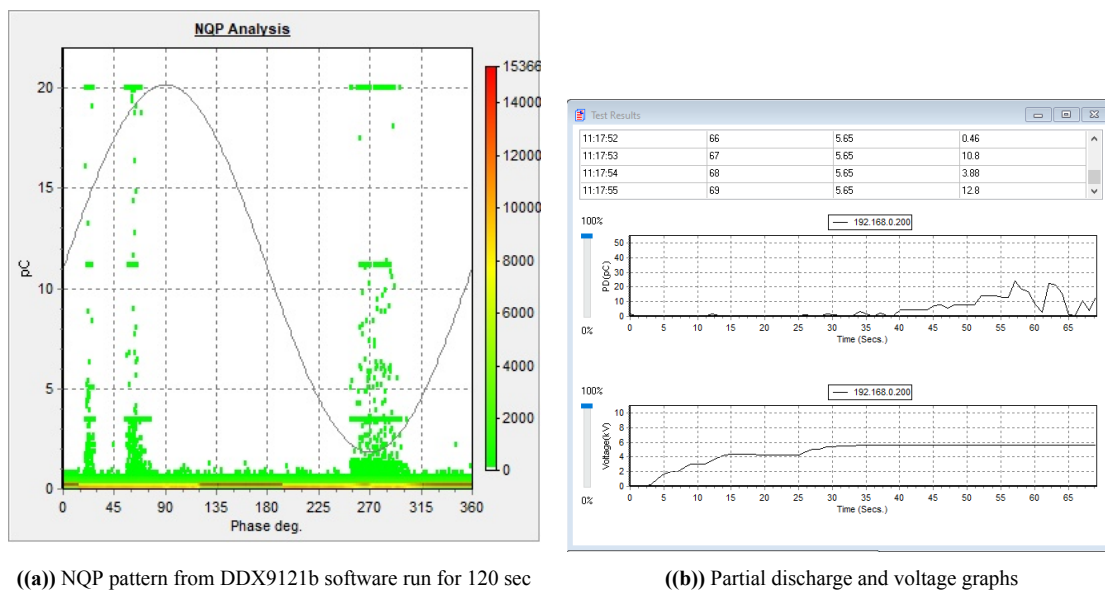 NQP Analysis
20
15
10
5
0
pC
0 45 90 135 180 225 270 315 360
Phase deg.
15366
14000
12000
10000
8000
6000
4000
2000
0
Test Results
11:17:52 66 5.65 0.46
11:17:53 67 5.65 10.8
11:17:54 68 5.65 3.88
11:17:55 69 5.65 12.8
100%
192.168.0.200
0%
PD(pC)
50
40
30
20
10
0
0 5 10 15 20 25 30 35 40 45 50 55 60 65
Time (Secs.)
100%
192.168.0.200
0%
Voltage(kV)
10
8
6
4
2
0
0 5 10 15 20 25 30 35 40 45 50 55 60 65
Time (Secs.)
((a)) NQP pattern from DDX9121b software run for 120 sec
((b)) Partial discharge and voltage graphs